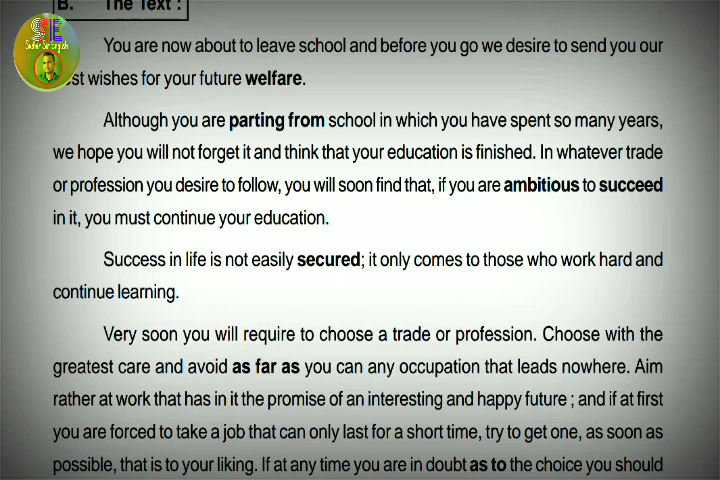 B. The Text :
SIE
Sudhir Sir English
You are now about to leave school and before you go we desire to send you our
best wishes for your future welfare.
Although you are parting from school in which you have spent so many years,
we hope you will not forget it and think that your education is finished. In whatever trade
or profession you desire to follow, you will soon find that, if you are ambitious to succeed
in it, you must continue your education.
Success in life is not easily secured; it only comes to those who work hard and
continue learning.
Very soon you will require to choose a trade or profession. Choose with the
greatest care and avoid as far as you can any occupation that leads nowhere. Aim
rather at work that has in it the promise of an interesting and happy future ; and if at first
you are forced to take a job that can only last for a short time, try to get one, as soon as
possible, that is to your liking. If at any time you are in doubt as to the choice you should